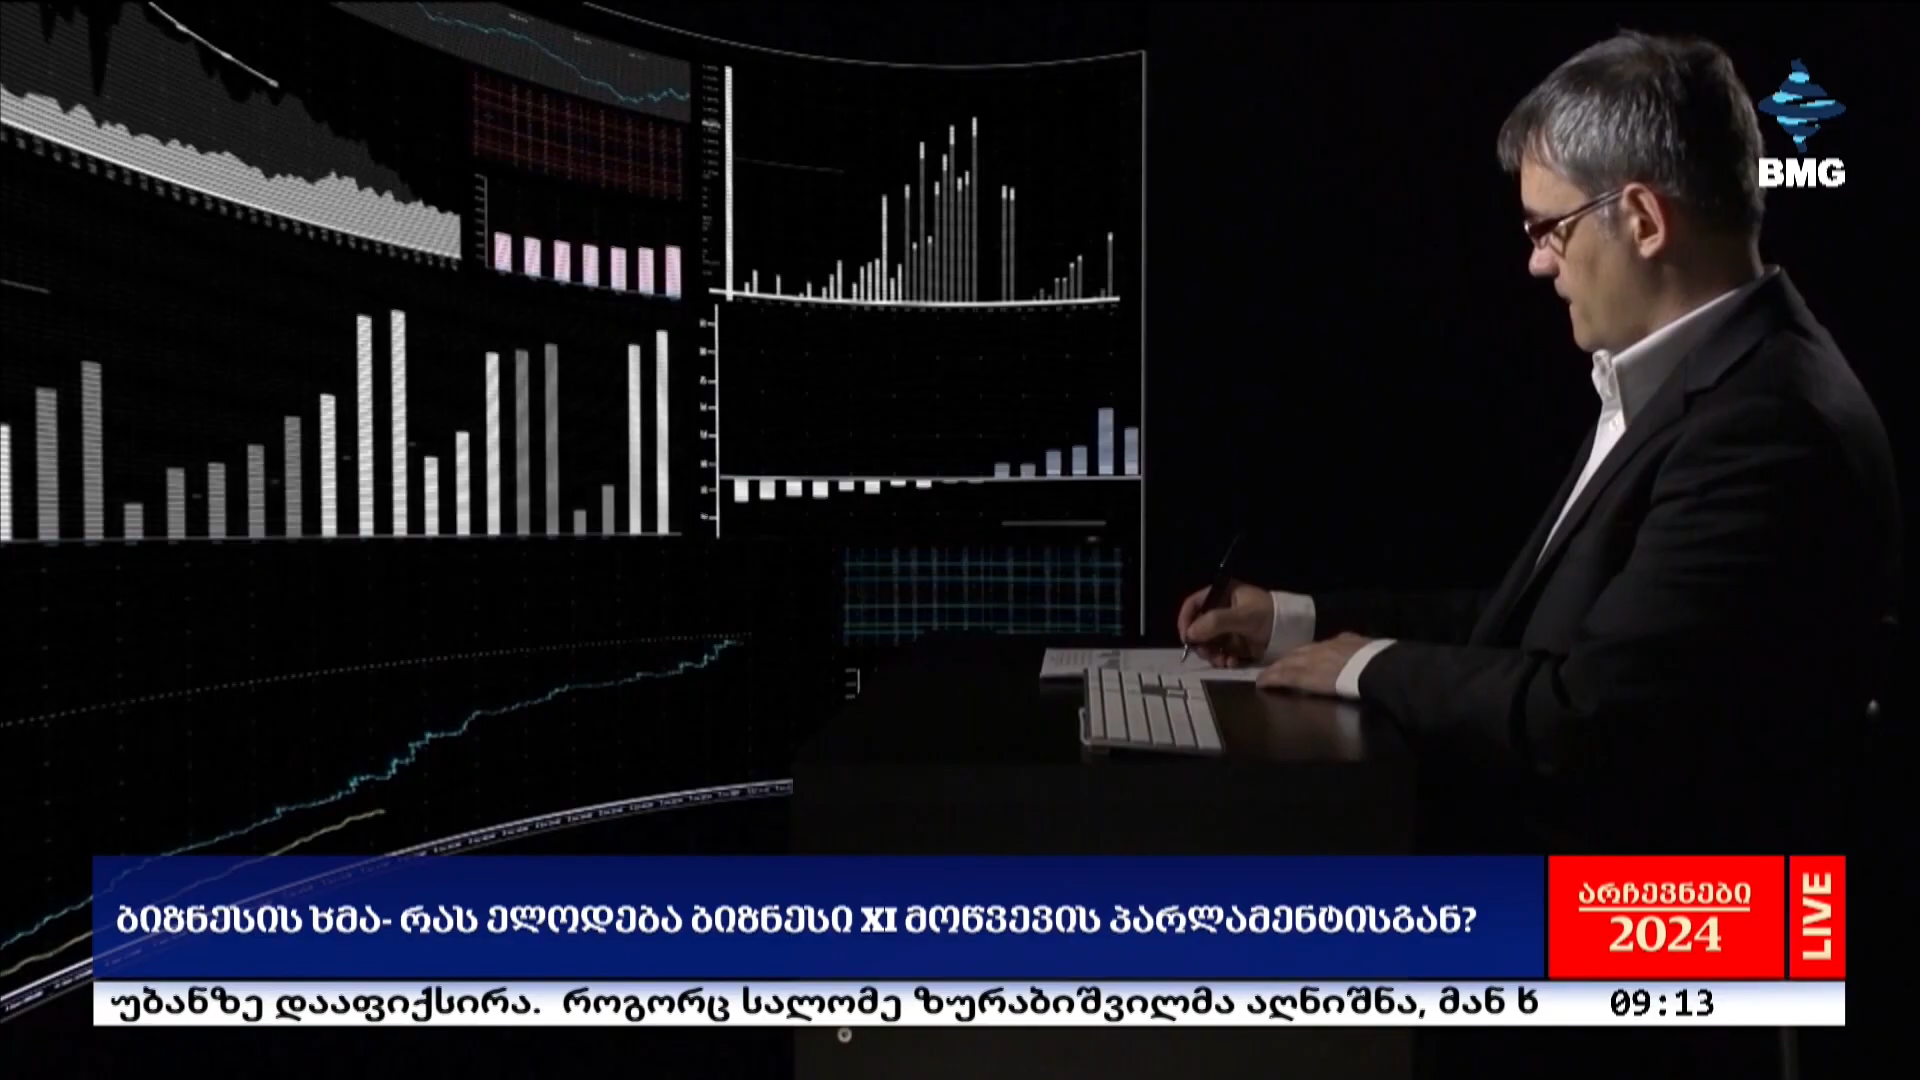 BMG
ბიზნესის ხმა- რას ელოდება ბიზნესი XI მოწვევის პარლამენტისგან?
არჩევნები
2024
LIVE
უბანზე დააფიქსირა. როგორც სალომე ზურაბიშვილმა აღნიშნა, მან ხ
09:13